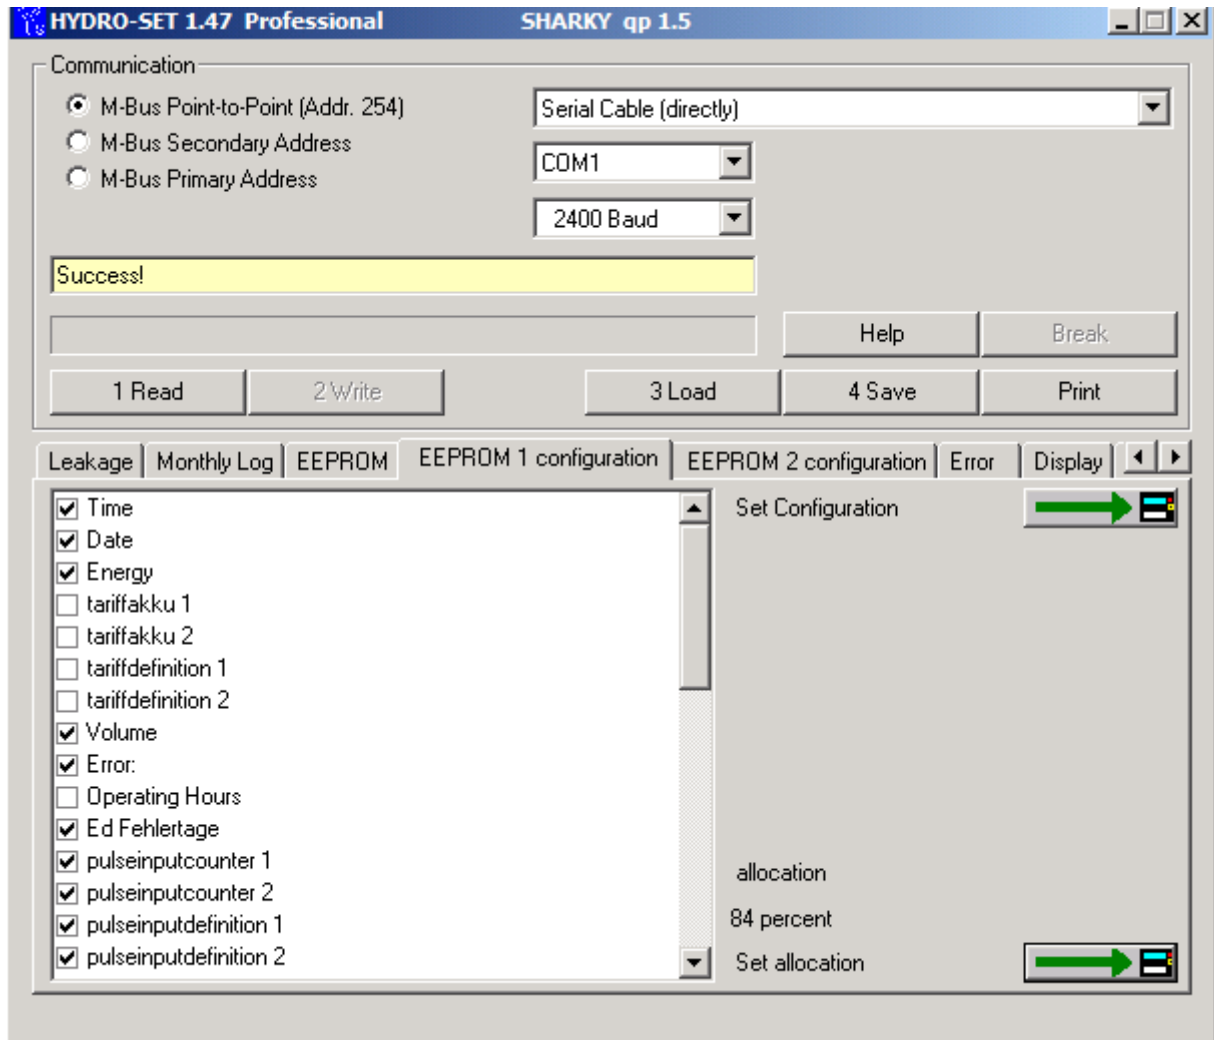 HYDRO-SET 1.47 Professional SHARKY qp 1.5
Communication
M-Bus Point-to-Point (Addr. 254)
Serial Cable (directly)
M-Bus Secondary Address
COM1
M-Bus Primary Address
2400 Baud
Success!
Help Break
1 Read 2 Write 3 Load 4 Save Print
Leakage Monthly Log EEPROM EEPROM 1 configuration EEPROM 2 configuration Error Display
Time
Set Configuration
Date
Energy
tariffakku 1
tariffakku 2
tariffdefinition 1
tariffdefinition 2
Volume
Error:
Operating Hours
Ed Fehlertage
pulseinputcounter 1
allocation
pulseinputcounter 2
84 percent
pulseinputdefinition 1
pulseinputdefinition 2
Set allocation